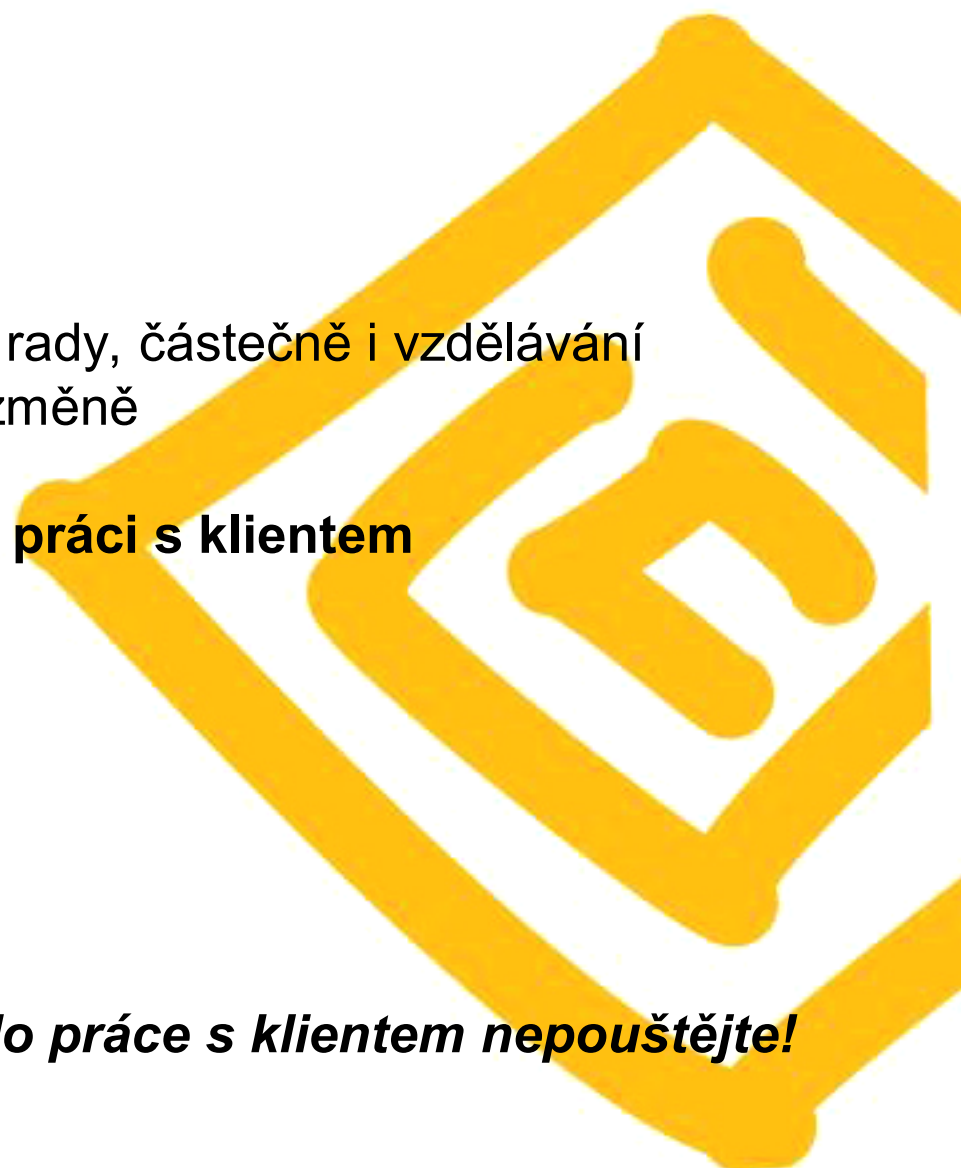 rady, částečně i vzdělávání
změně
práci s klientem
práce s klientem nepouštějte!